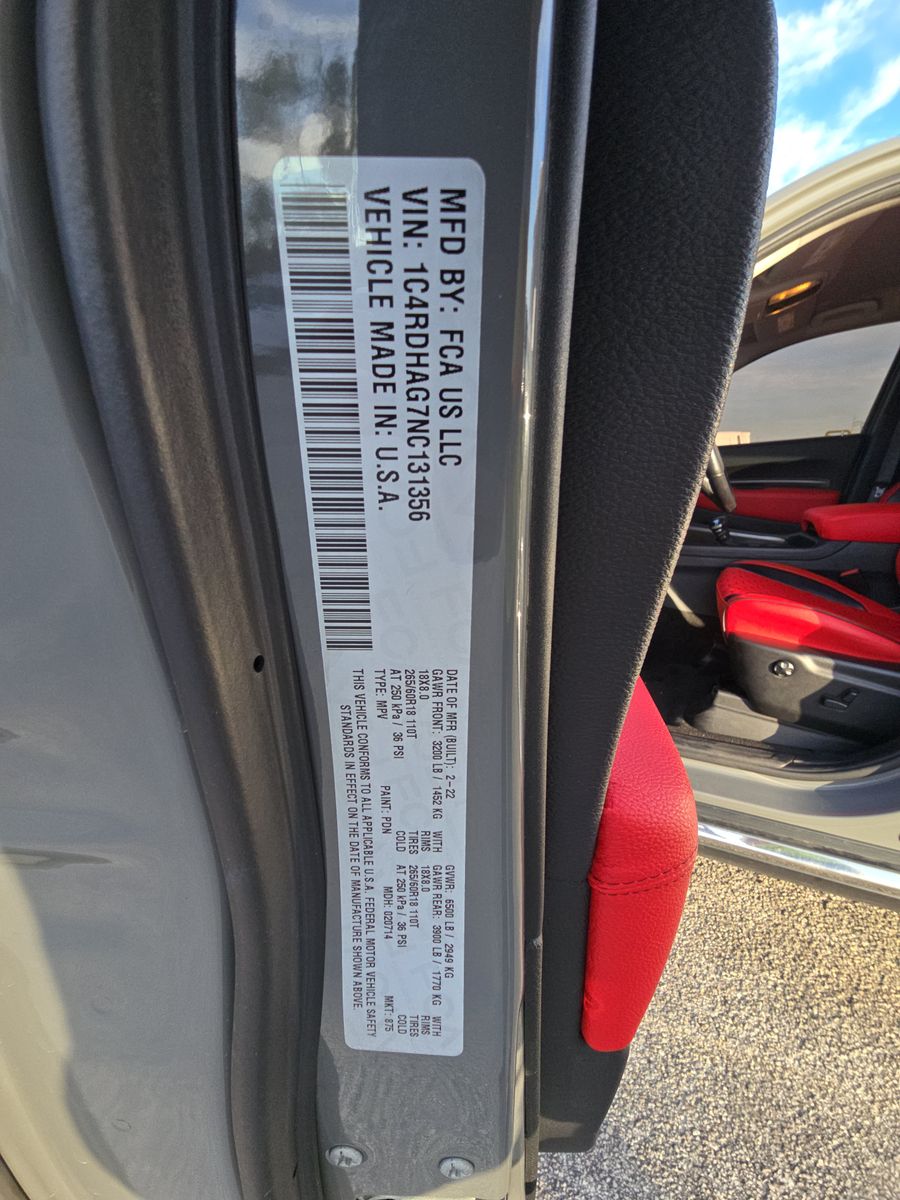 MFD BY: FCA US LLC
VIN: 1C4RDHAG7NC131356
VEHICLE MADE IN: U.S.A.
DATE OF MFR (BUILT): 2-22 GVWR: 6500 LB / 2949 KG
GAWR FRONT: 3200 LB / 1452 KG WITH GAWR REAR: 3900 LB / 1770 KG WITH
18X8.0 RIMS 18X8.0 RIMS
265/60R18 110T TIRES 265/60R18 110T TIRES
AT 250 kPa / 36 PSI COLD AT 250 kPa / 36 PSI COLD
TYPE: MPV PAINT: PDN MDH: 020714 MKT: 875
THIS VEHICLE CONFORMS TO ALL APPLICABLE U.S.A. FEDERAL MOTOR VEHICLE SAFETY
STANDARDS IN EFFECT ON THE DATE OF MANUFACTURE SHOWN ABOVE.